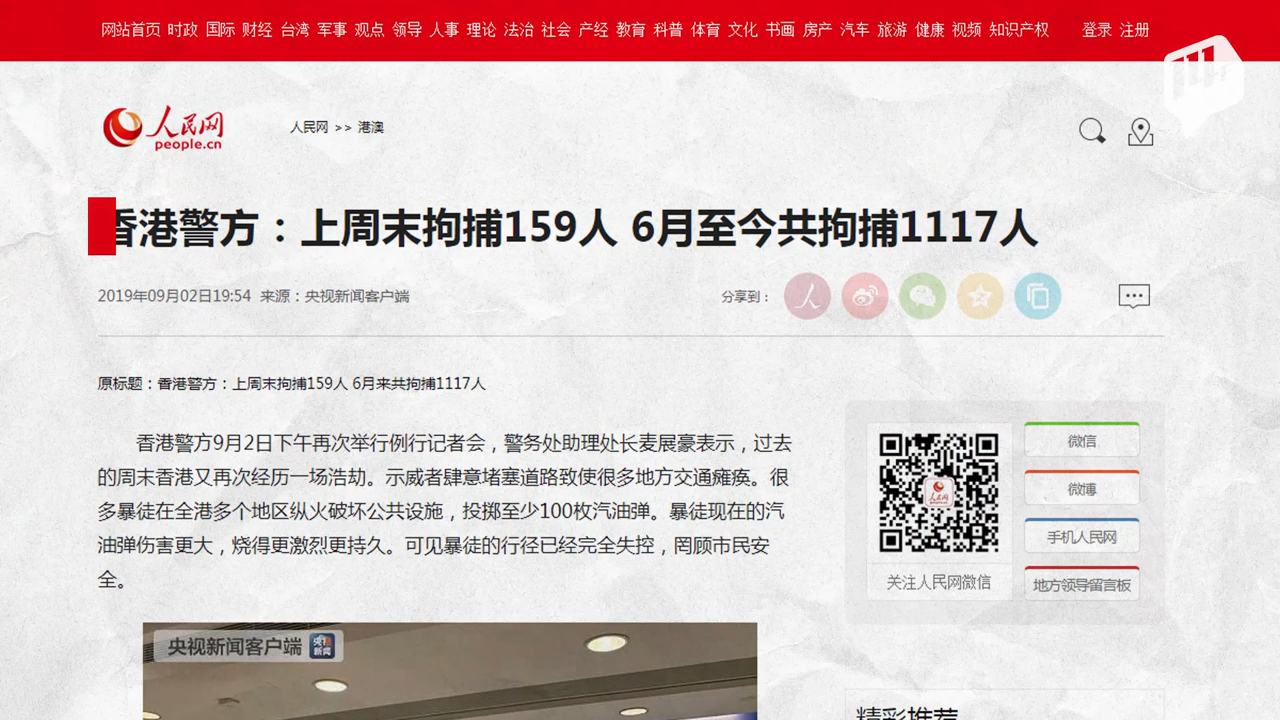 网站首页 时政 国际 财经 台湾 军事 观点 领导 人事 理论 法治 社会 产经 教育 科普 体育 文化 书画 房产 汽车 旅游 健康 视频 知识产权 登录 注册
人民网
people.cn
人民网 >> 港澳
香港警方：上周末拘捕159人 6月至今共拘捕1117人
2019年09月02日19:54 来源：央视新闻客户端
分享到：
原标题：香港警方：上周末拘捕159人 6月来共拘捕1117人
香港警方9月2日下午再次举行例行记者会，警务处助理处长麦展豪表示，过去
的周末香港又再次经历一场浩劫。示威者肆意堵塞道路致使很多地方交通瘫痪。很
多暴徒在全港多个地区纵火破坏公共设施，投掷至少100枚汽油弹。暴徒现在的汽
油弹伤害更大，烧得更激烈更持久。可见暴徒的行径已经完全失控，罔顾市民安
全。
微信
微博
手机人民网
地方领导留言板
人民网
关注人民网微信
央视新闻客户端
央视
新闻
精彩推荐